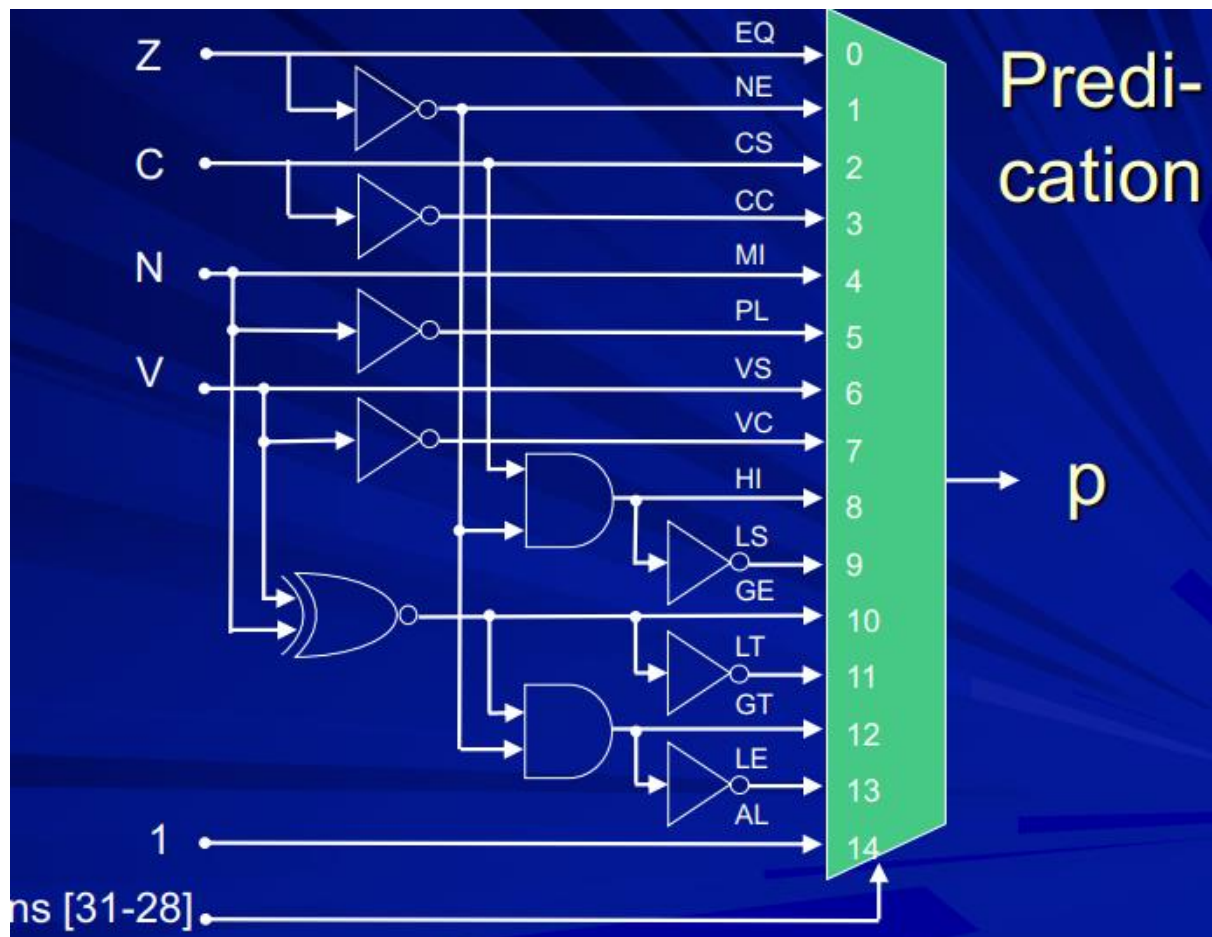 Z
C
N
V
1
ns [31-28]
EQ
NE
CS
CC
MI
PL
VS
VC
HI
LS
GE
LT
GT
LE
AL
0
1
2
3
4
5
6
7
8
9
10
11
12
13
14
Predi-
cation
p